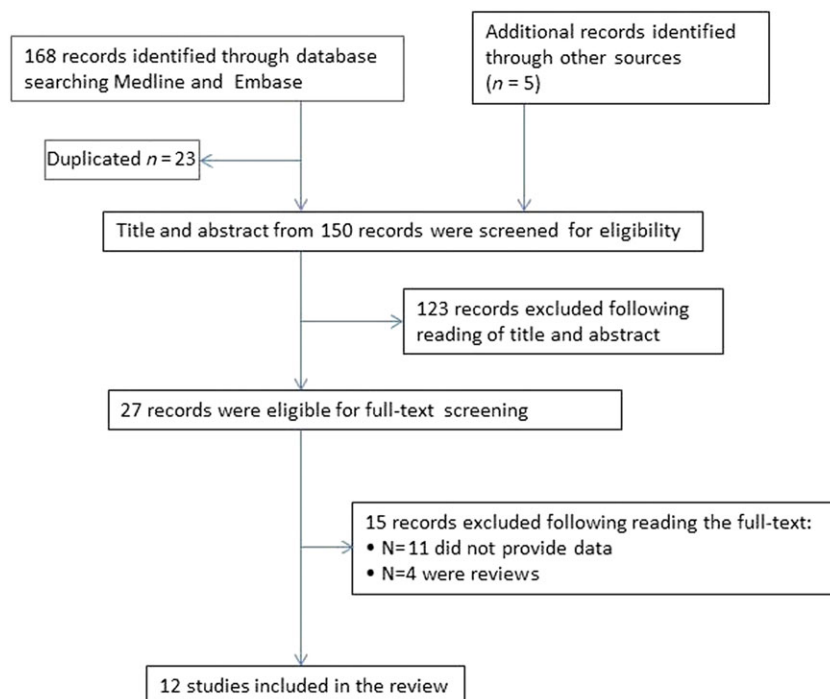 168 records identified through database
searching Medline and Embase
Additional records identified
through other sources
(n = 5)
Duplicated n = 23
Title and abstract from 150 records were screened for eligibility
123 records excluded following
reading of title and abstract
27 records were eligible for full-text screening
15 records excluded following reading the full-text:
• N=11 did not provide data
• N=4 were reviews
12 studies included in the review